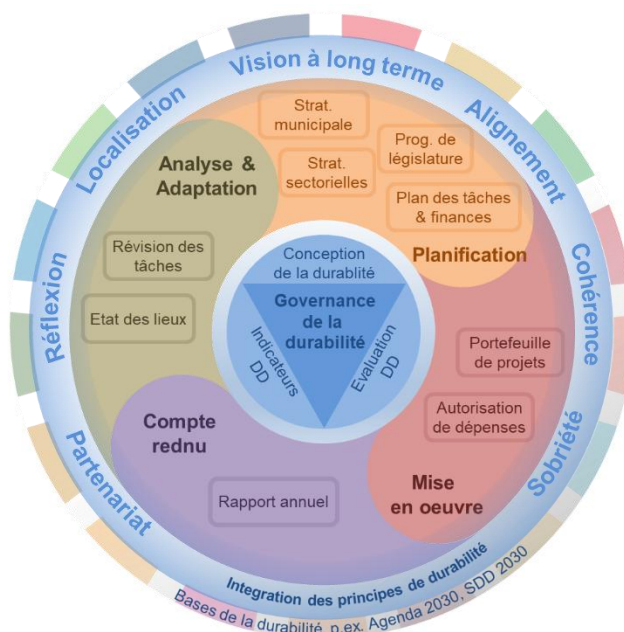 Vision à long terme
Localisation
Alignement
Strat.
municipale
Prog. de
législature
Strat.
sectorielles
Analyse &
Adaptation
Plan des tâches
& finances
Planification
Cohérence
Révision des
tâches
Etat des lieux
Réflexion
Conception
de la durablité
Governance
de la
durabilité
Indicateurs
DD
Evaluation
DD
Portefeuille
de projets
Autorisation
de dépenses
Compte
rednu
Mise
en oeuvre
Sobriété
Partenariat
Rapport annuel
Integration des principes de durabilité
Bases de la durabilité, p.ex. Agenda 2030, SDD 2030